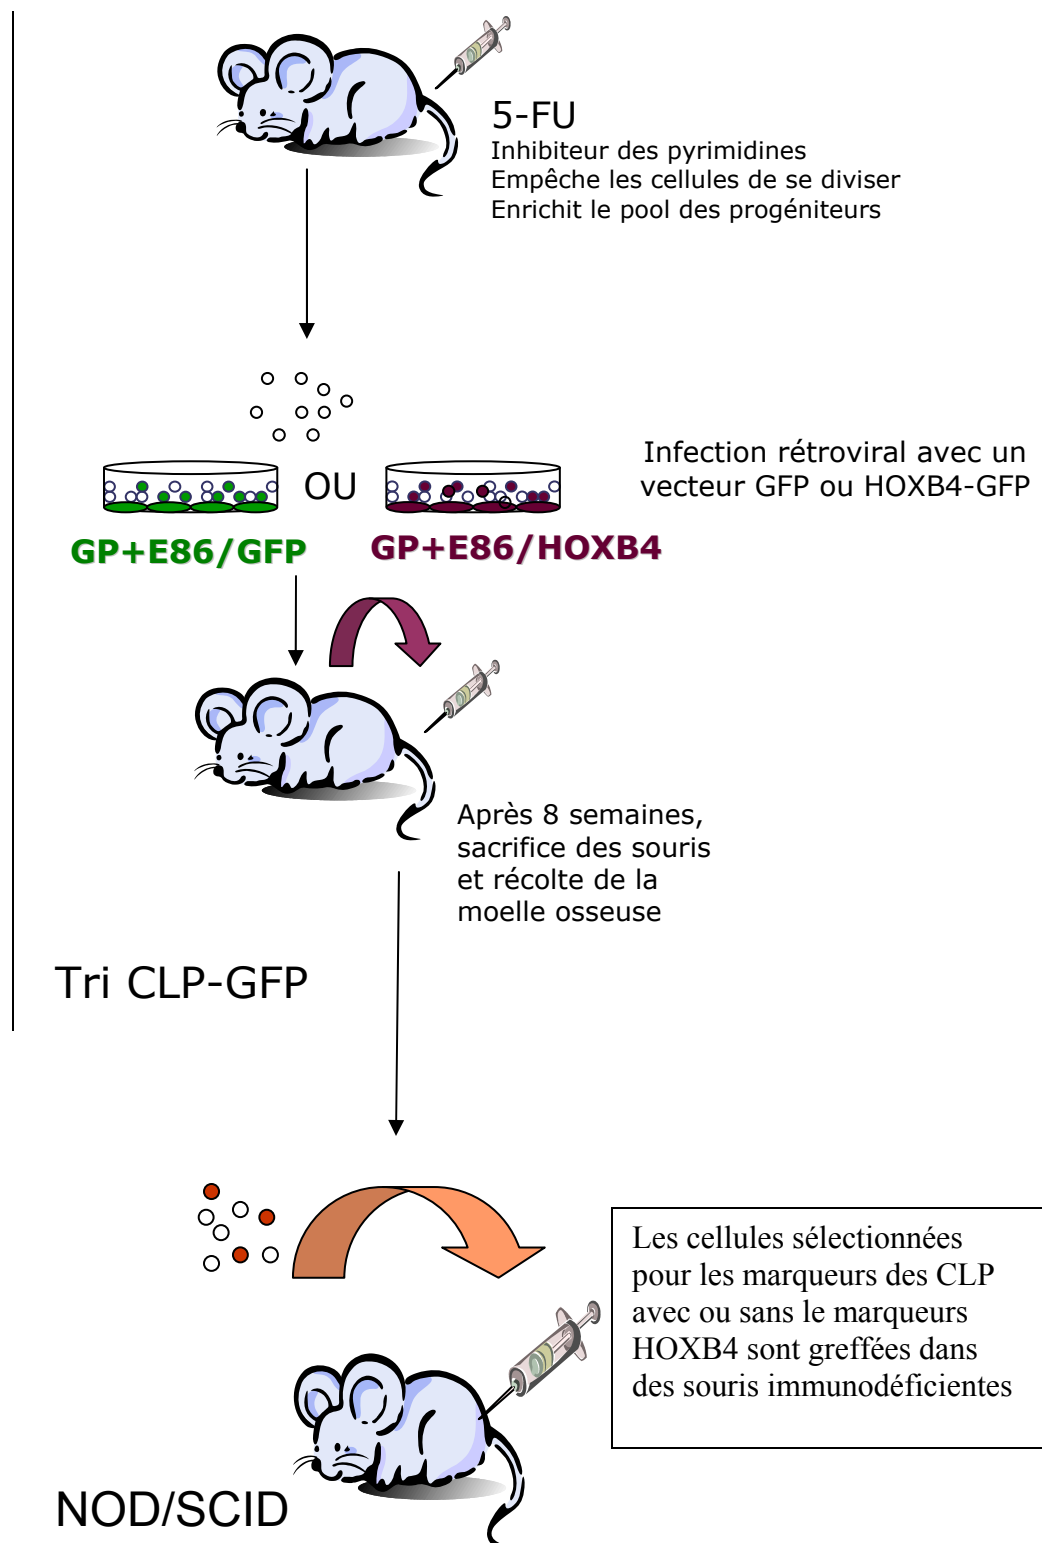 5-FU
Inhibiteur des pyrimidines
Empêche les cellules de se diviser
Enrichit le pool des progéniteurs
Infection rétroviral avec un
vecteur GFP ou HOXB4-GFP
OU
GP+E86/GFP
GP+E86/HOXB4
Après 8 semaines,
sacrifice des souris
et récolte de la
moelle osseuse
Tri CLP-GFP
Les cellules sélectionnées
pour les marqueurs des CLP
avec ou sans le marqueurs
HOXB4 sont greffées dans
des souris immunodéficientes
NOD/SCID